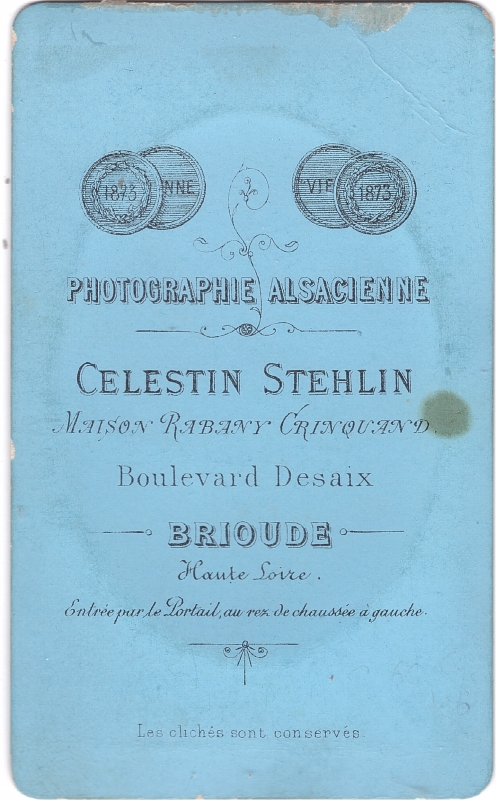 1873 NNE VIE 1873
PHOTOGRAPHIE ALSACIENNE
CELESTIN STEHLIN
MAISON RABANY CRINQUAND.
Boulevard Desaix
BRIOUDE
Haute Loire.
Entrée par le Portail, au rez de chaussée à gauche.
Les clichés sont conservés.